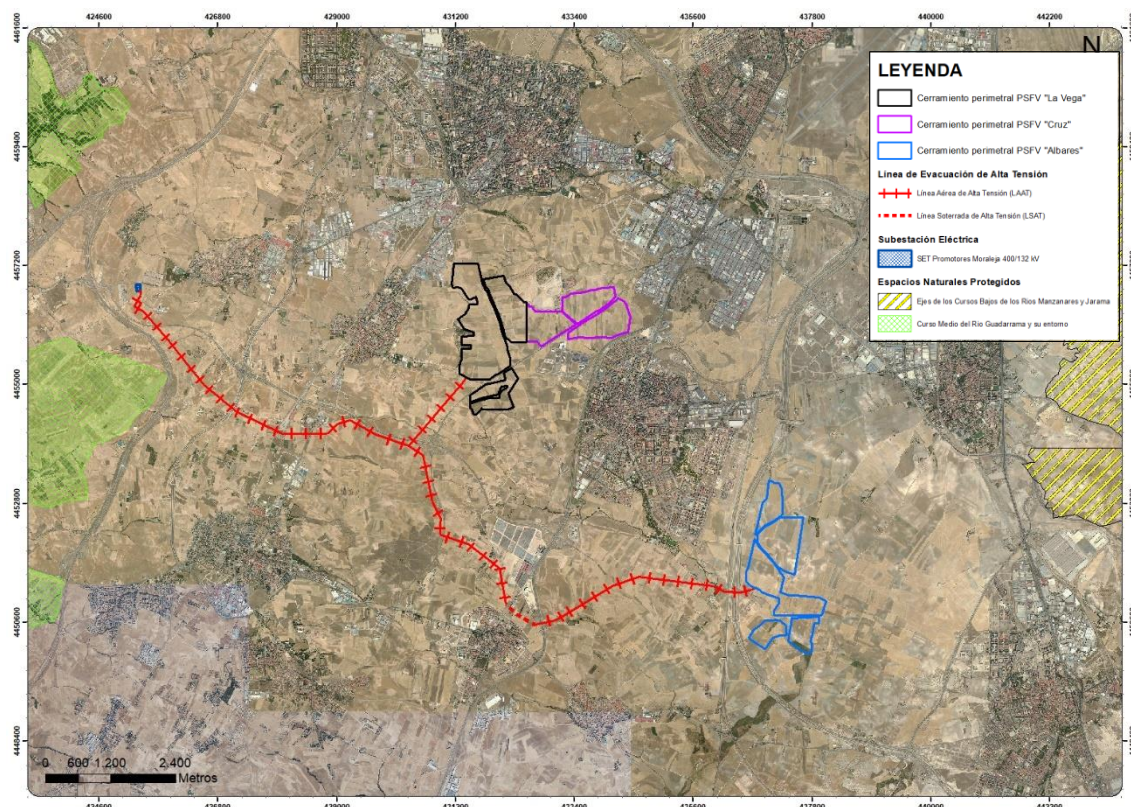 424600 426800 429000 431200 433400 435600 437800 440000 442200
4461600
N
LEYENDA
Cerramiento perimetral PSFV "La Vega"
Cerramiento perimetral PSFV "Cruz"
Cerramiento perimetral PSFV "Albares"
Línea de Evacuación de Alta Tensión
Línea Aérea de Alta Tensión (LAAT)
Línea Soterrada de Alta Tensión (LSAT)
Subestación Eléctrica
SET Promotores Moraleja 400/132 kV
Espacios Naturales Protegidos
Ejes de los Cursos Bajos de los Ríos Manzanares y Jarama
Curso Medio del Río Guadarrama y su entorno
4459400
4457200
4455000
4452800
4450600
4448400
0 600 1.200 2.400
Metros